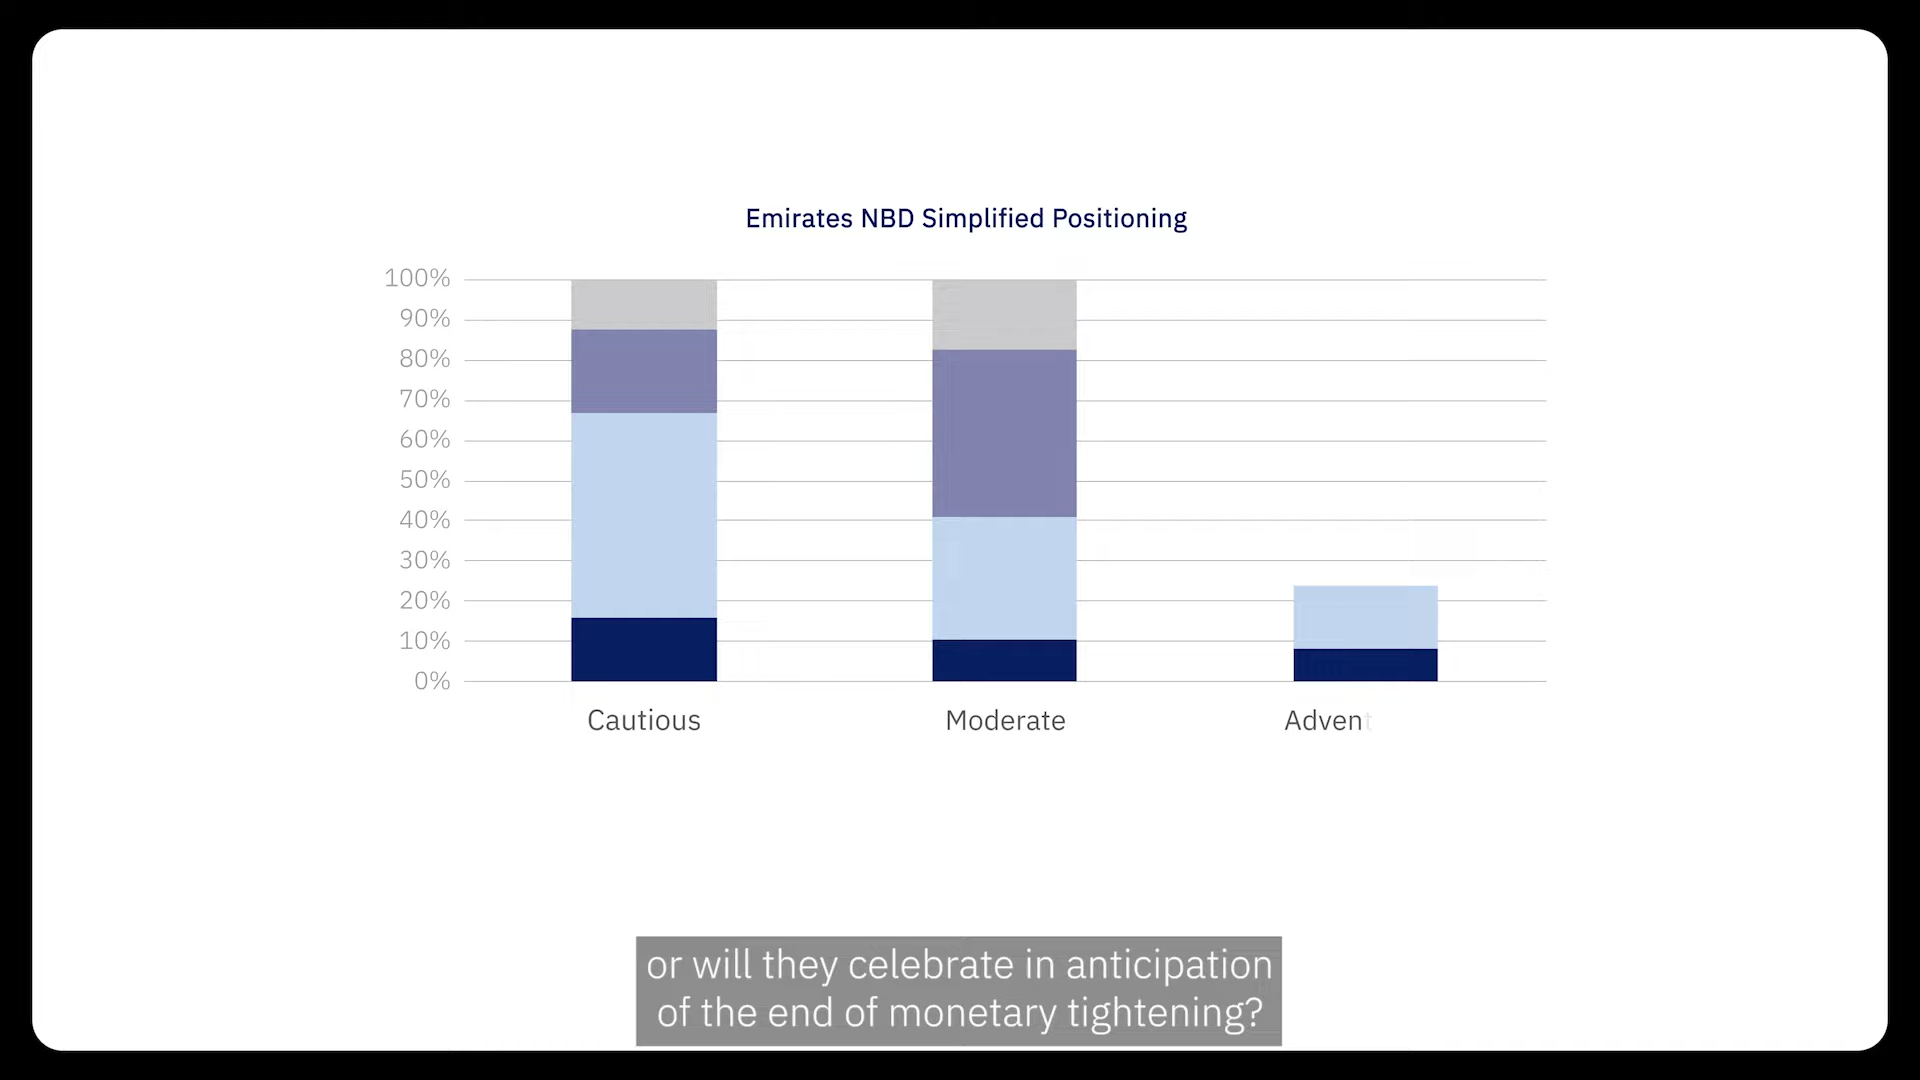 Emirates NBD Simplified Positioning
100%
90%
80%
70%
60%
50%
40%
30%
20%
10%
0%
Cautious
Moderate
Advent
or will they celebrate in anticipation
of the end of monetary tightening?